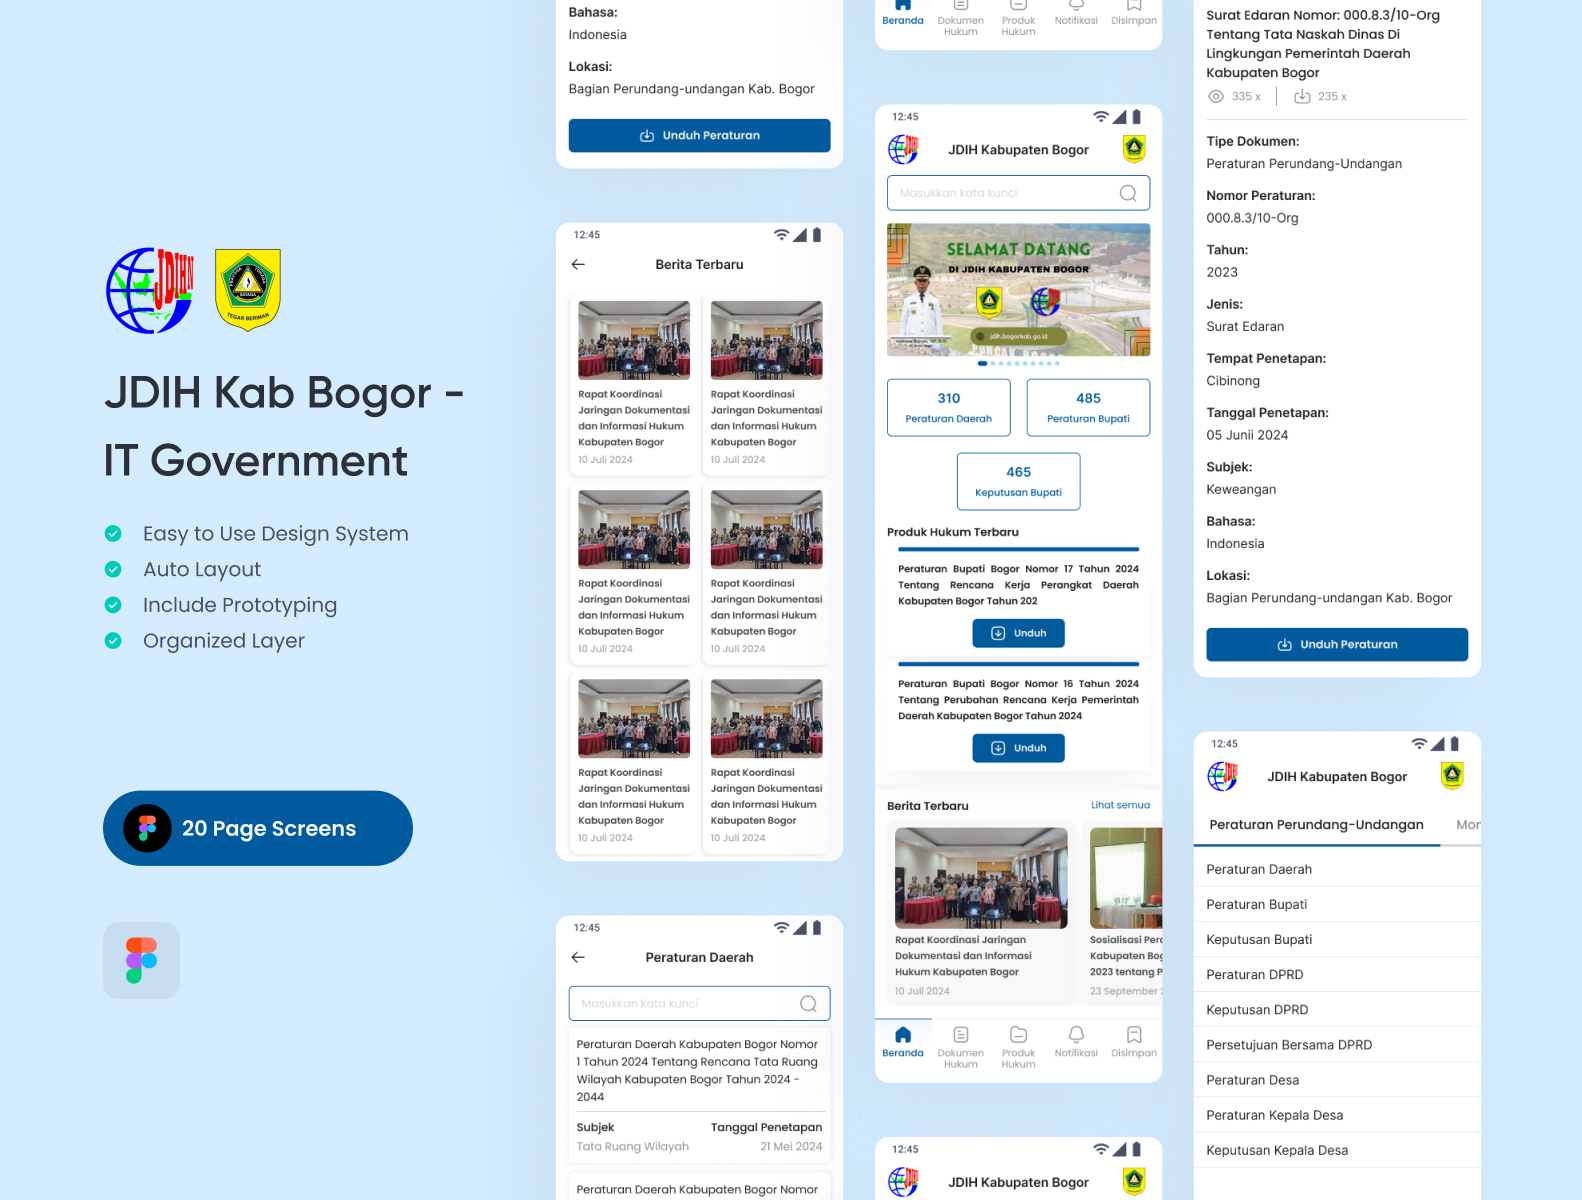 JDIHN
TEGAR BERIMAN
JDIH Kab Bogor -
IT Government
Easy to Use Design System
Auto Layout
Include Prototyping
Organized Layer
20 Page Screens
Bahasa:
Indonesia
Lokasi:
Bagian Perundang-undangan Kab. Bogor
Unduh Peraturan
12:45
Berita Terbaru
Rapat Koordinasi
Jaringan Dokumentasi
dan Informasi Hukum
Kabupaten Bogor
10 Juli 2024
Rapat Koordinasi
Jaringan Dokumentasi
dan Informasi Hukum
Kabupaten Bogor
10 Juli 2024
Rapat Koordinasi
Jaringan Dokumentasi
dan Informasi Hukum
Kabupaten Bogor
10 Juli 2024
Rapat Koordinasi
Jaringan Dokumentasi
dan Informasi Hukum
Kabupaten Bogor
10 Juli 2024
Rapat Koordinasi
Jaringan Dokumentasi
dan Informasi Hukum
Kabupaten Bogor
10 Juli 2024
Rapat Koordinasi
Jaringan Dokumentasi
dan Informasi Hukum
Kabupaten Bogor
10 Juli 2024
12:45
Peraturan Daerah
Masukkan kata kunci
Peraturan Daerah Kabupaten Bogor Nomor
1 Tahun 2024 Tentang Rencana Tata Ruang
Wilayah Kabupaten Bogor Tahun 2024 -
2044
Subjek Tanggal Penetapan
Tata Ruang Wilayah 21 Mei 2024
Peraturan Daerah Kabupaten Bogor Nomor
Beranda Dokumen Hukum Produk Hukum Notifikasi Disimpan
12:45
JDIH Kabupaten Bogor
Masukkan kata kunci
SELAMAT DATANG
DI JDIH KABUPATEN BOGOR
jdih.bogorkab.go.id
310
Peraturan Daerah
485
Peraturan Bupati
465
Keputusan Bupati
Produk Hukum Terbaru
Peraturan Bupati Bogor Nomor 17 Tahun 2024
Tentang Rencana Kerja Perangkat Daerah
Kabupaten Bogor Tahun 202
Unduh
Peraturan Bupati Bogor Nomor 16 Tahun 2024
Tentang Perubahan Rencana Kerja Pemerintah
Daerah Kabupaten Bogor Tahun 2024
Unduh
Berita Terbaru Lihat semua
Rapat Koordinasi Jaringan
Dokumentasi dan Informasi
Hukum Kabupaten Bogor
10 Juli 2024
Sosialisasi Perc
Kabupaten Bog
2023 tentang P
23 September
Beranda Dokumen Hukum Produk Hukum Notifikasi Disimpan
12:45
JDIH Kabupaten Bogor
Surat Edaran Nomor: 000.8.3/10-Org
Tentang Tata Naskah Dinas Di
Lingkungan Pemerintah Daerah
Kabupaten Bogor
335 x 235 x
Tipe Dokumen:
Peraturan Perundang-Undangan
Nomor Peraturan:
000.8.3/10-Org
Tahun:
2023
Jenis:
Surat Edaran
Tempat Penetapan:
Cibinong
Tanggal Penetapan:
05 Junii 2024
Subjek:
Keweangan
Bahasa:
Indonesia
Lokasi:
Bagian Perundang-undangan Kab. Bogor
Unduh Peraturan
12:45
JDIH Kabupaten Bogor
Peraturan Perundang-Undangan Mor
Peraturan Daerah
Peraturan Bupati
Keputusan Bupati
Peraturan DPRD
Keputusan DPRD
Persetujuan Bersama DPRD
Peraturan Desa
Peraturan Kepala Desa
Keputusan Kepala Desa